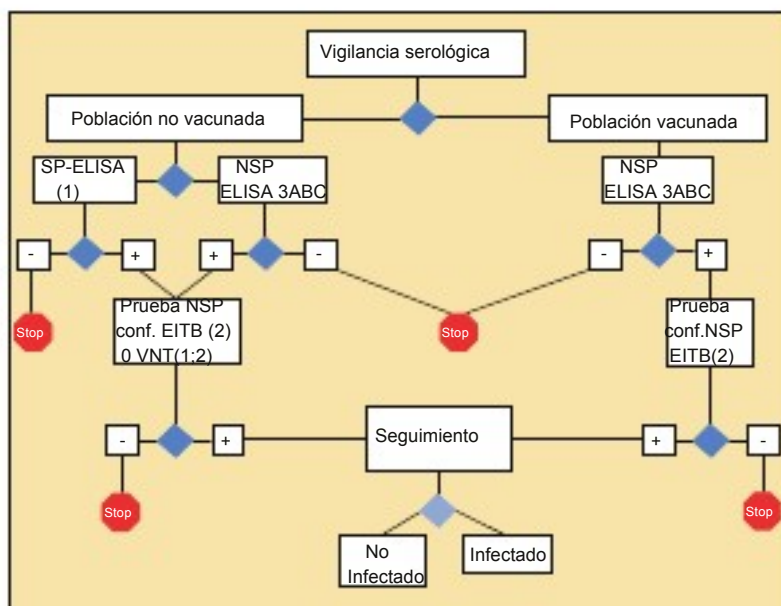 Vigilancia serológica
Población no vacunada
Población vacunada
SP-ELISA
(1)
NSP
ELISA 3ABC
NSP
ELISA 3ABC
-
+
+
-
-
+
Stop
Prueba NSP
conf. EITB (2)
0 VNT(1;2)
Stop
Prueba
conf.NSP
EITB(2)
-
+
Seguimiento
+
-
Stop
Stop
No
Infectado
Infectado